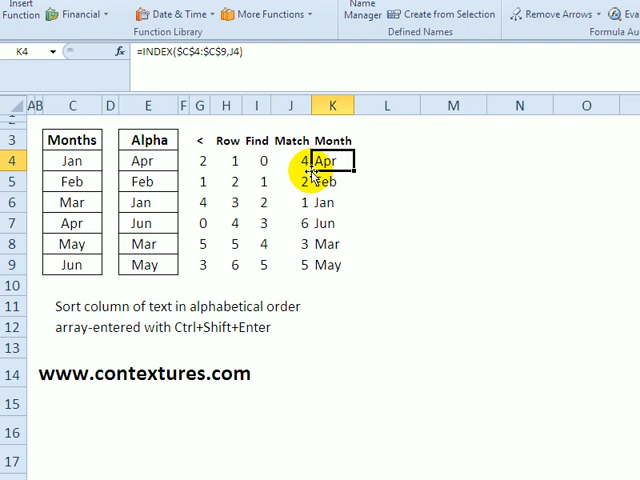 Insert
Function
Financial
Date & Time
More Functions
Function Library
Name
Manager
Create from Selection
Defined Names
Remove Arrows
Eva
Formula Au
K4
fx
=INDEX($C$4:$C$9,J4)
A B C D E F G H I J K L M N O P
3 Months Alpha < Row Find Match Month
4 Jan Apr 2 1 0 4 Apr
5 Feb Feb 1 2 1 2 Feb
6 Mar Jan 4 3 2 1 Jan
7 Apr Jun 0 4 3 6 Jun
8 May Mar 5 5 4 3 Mar
9 Jun May 3 6 5 5 May
10
11 Sort column of text in alphabetical order
12 array-entered with Ctrl+Shift+Enter
13
14 www.contextures.com
15
16
17